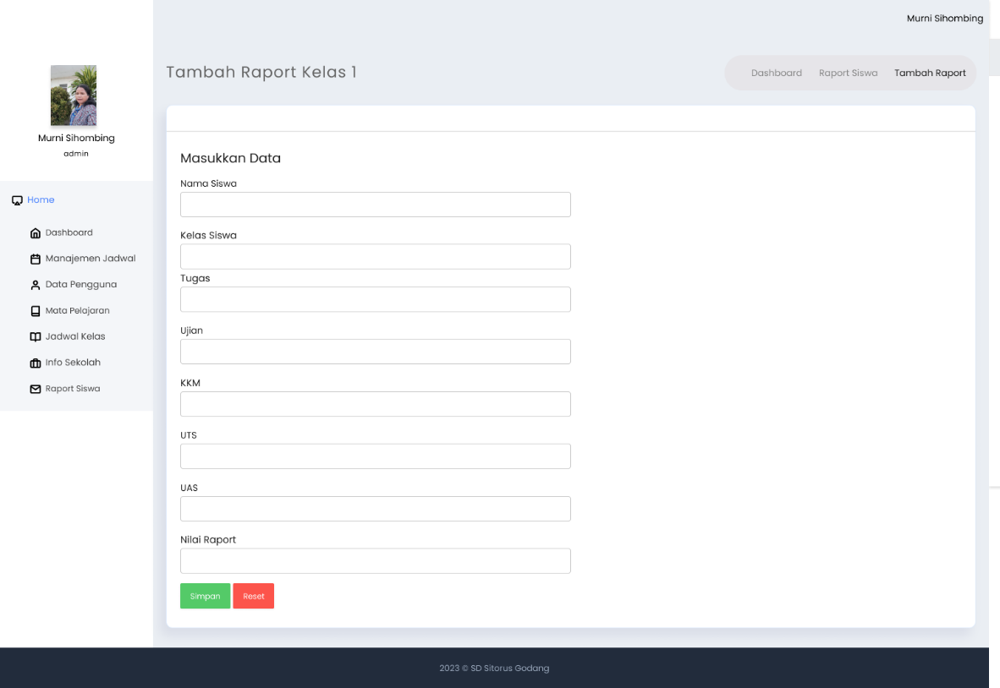 Murni Sihombing
Tambah Raport Kelas 1
Dashboard Raport Siswa Tambah Raport
Murni Sihombing
admin
Home
Dashboard
Manajemen Jadwal
Data Pengguna
Mata Pelajaran
Jadwal Kelas
Info Sekolah
Raport Siswa
Masukkan Data
Nama Siswa
Kelas Siswa
Tugas
Ujian
KKM
UTS
UAS
Nilai Raport
Simpan Reset
2023 © SD Sitorus Godang